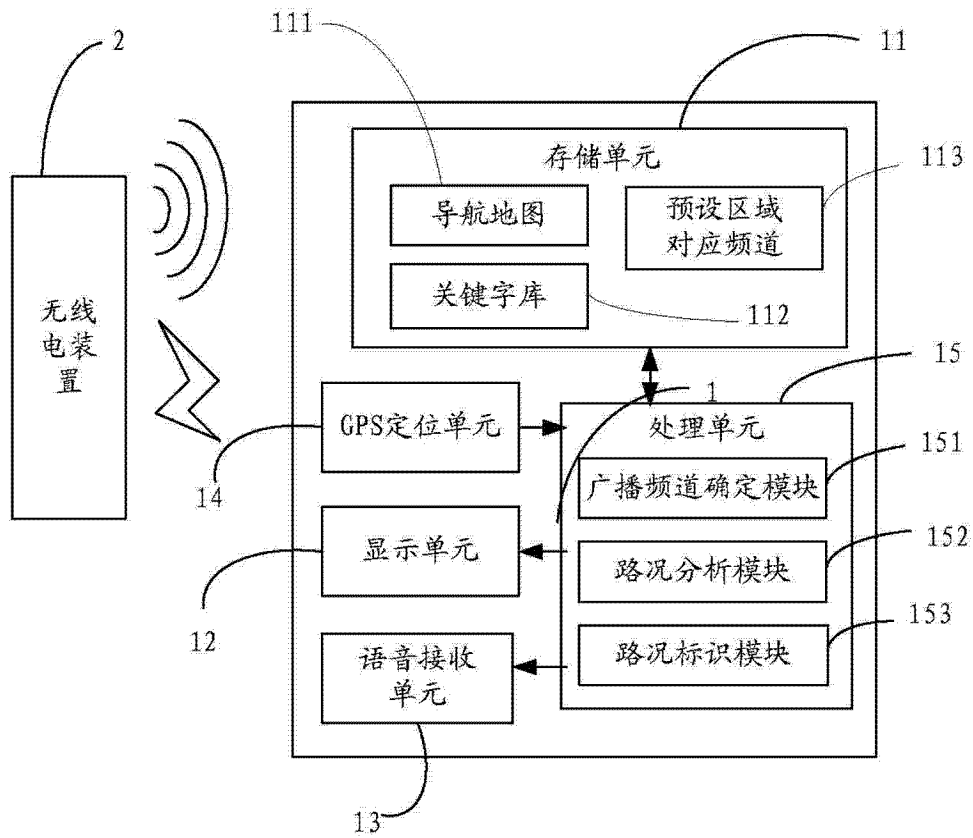 2
111
11
存储单元
113
导航地图
预设区域
对应频道
关键字库
112
无线
电装
置
15
1
GPS定位单元
处理单元
14
151
广播频道确定模块
显示单元
152
路况分析模块
12
153
语音接收
单元
路况标识模块
13